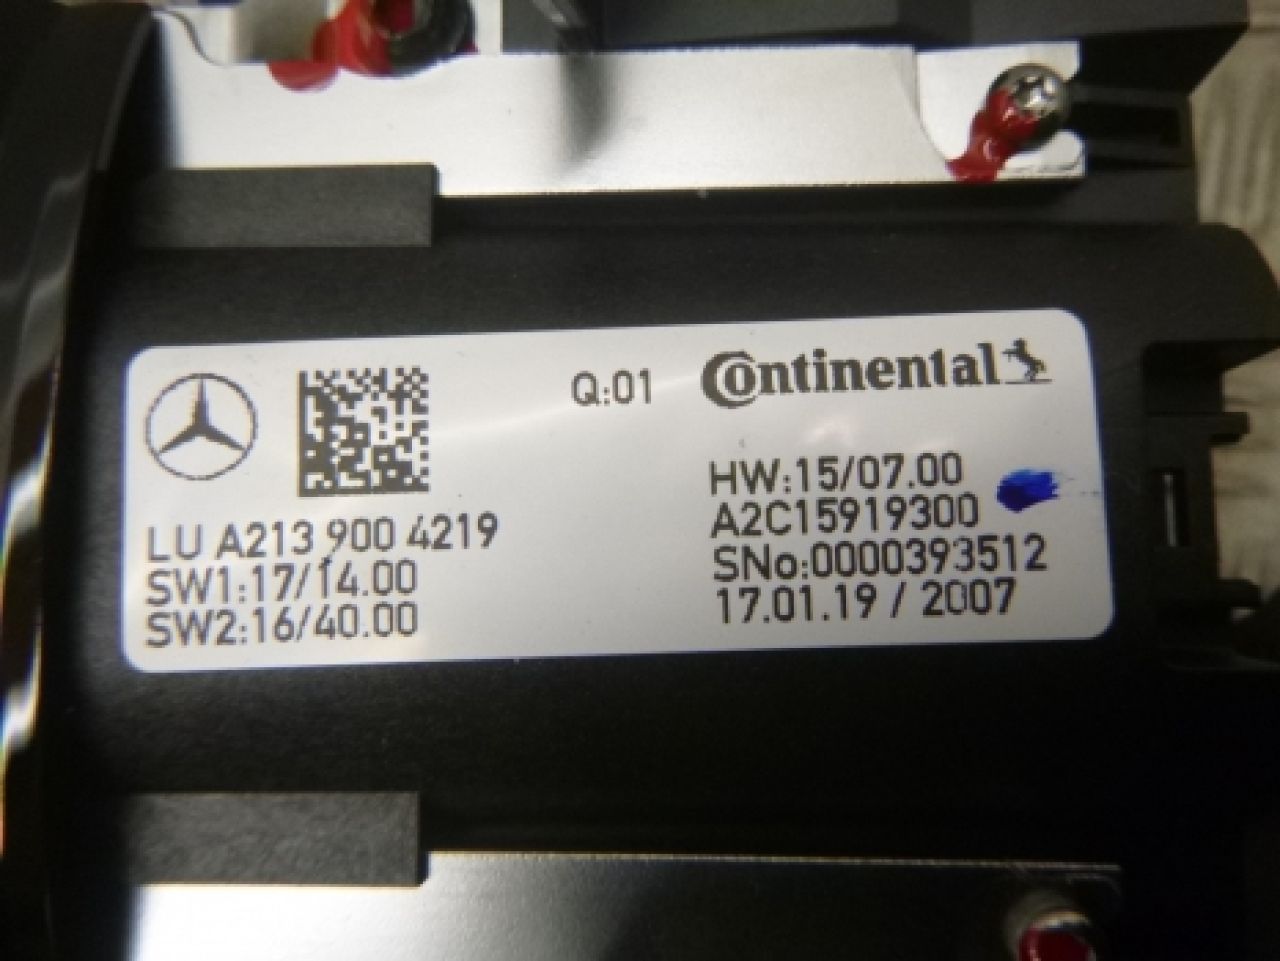 Q:01
Continental
LU A213 900 4219
SW1:17/14.00
SW2:16/40.00
HW:15/07.00
A2C15919300
SNo:0000393512
17.01.19 / 2007